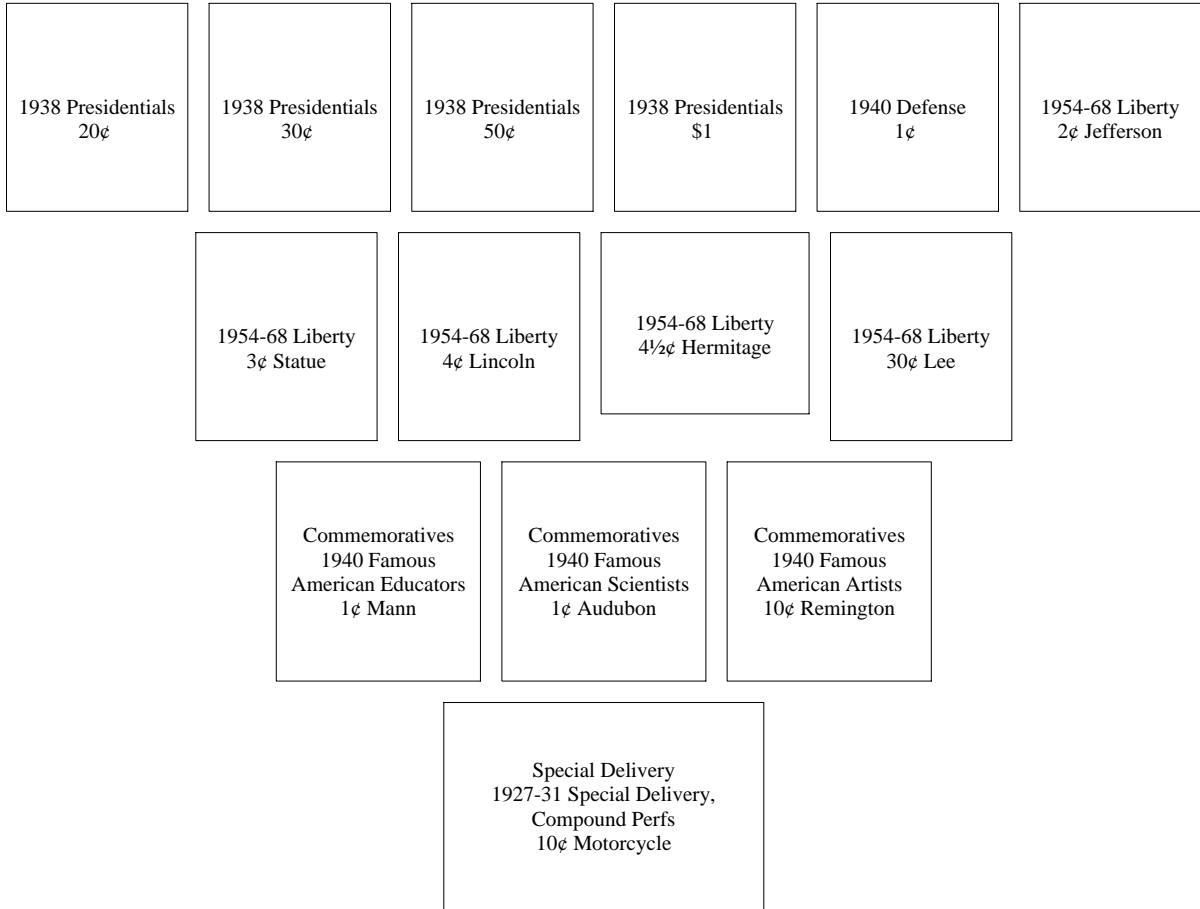 1938 Presidentials
20¢
1938 Presidentials
30¢
1938 Presidentials
50¢
1938 Presidentials
$1
1940 Defense
1¢
1954-68 Liberty
2¢ Jefferson
1954-68 Liberty
3¢ Statue
1954-68 Liberty
4¢ Lincoln
1954-68 Liberty
4½¢ Hermitage
1954-68 Liberty
30¢ Lee
Commemoratives
1940 Famous
American Educators
1¢ Mann
Commemoratives
1940 Famous
American Scientists
1¢ Audubon
Commemoratives
1940 Famous
American Artists
10¢ Remington
Special Delivery
1927-31 Special Delivery,
Compound Perfs
10¢ Motorcycle